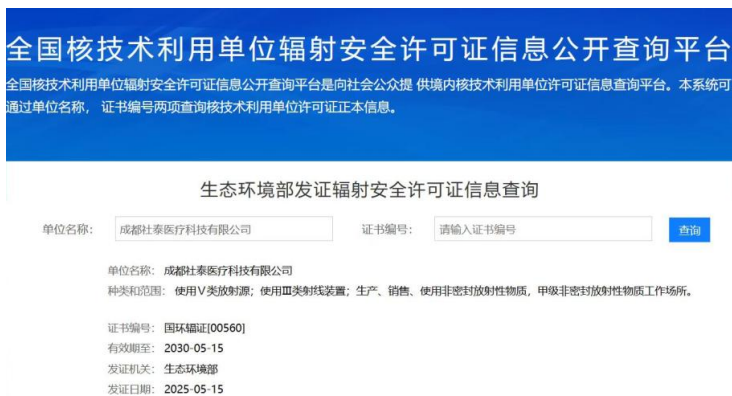 全国核技术利用单位辐射安全许可证信息公开查询平台
全国核技术利用单位辐射安全许可证信息公开查询平台是向社会公众提 供境内核技术利用单位许可证信息查询平台。本系统可
通过单位名称， 证书编号两项查询核技术利用单位许可证正本信息。
生态环境部发证辐射安全许可证信息查询
单位名称： 成都社泰医疗科技有限公司 证书编号： 请输入证书编号 查询
单位名称： 成都社泰医疗科技有限公司
种类和范围： 使用Ⅴ类放射源；使用Ⅲ类射线装置；生产、销售、使用非密封放射性物质，甲级非密封放射性物质工作场所。
证书编号： 国环辐证[00560]
有效期至： 2030-05-15
发证机关： 生态环境部
发证日期： 2025-05-15